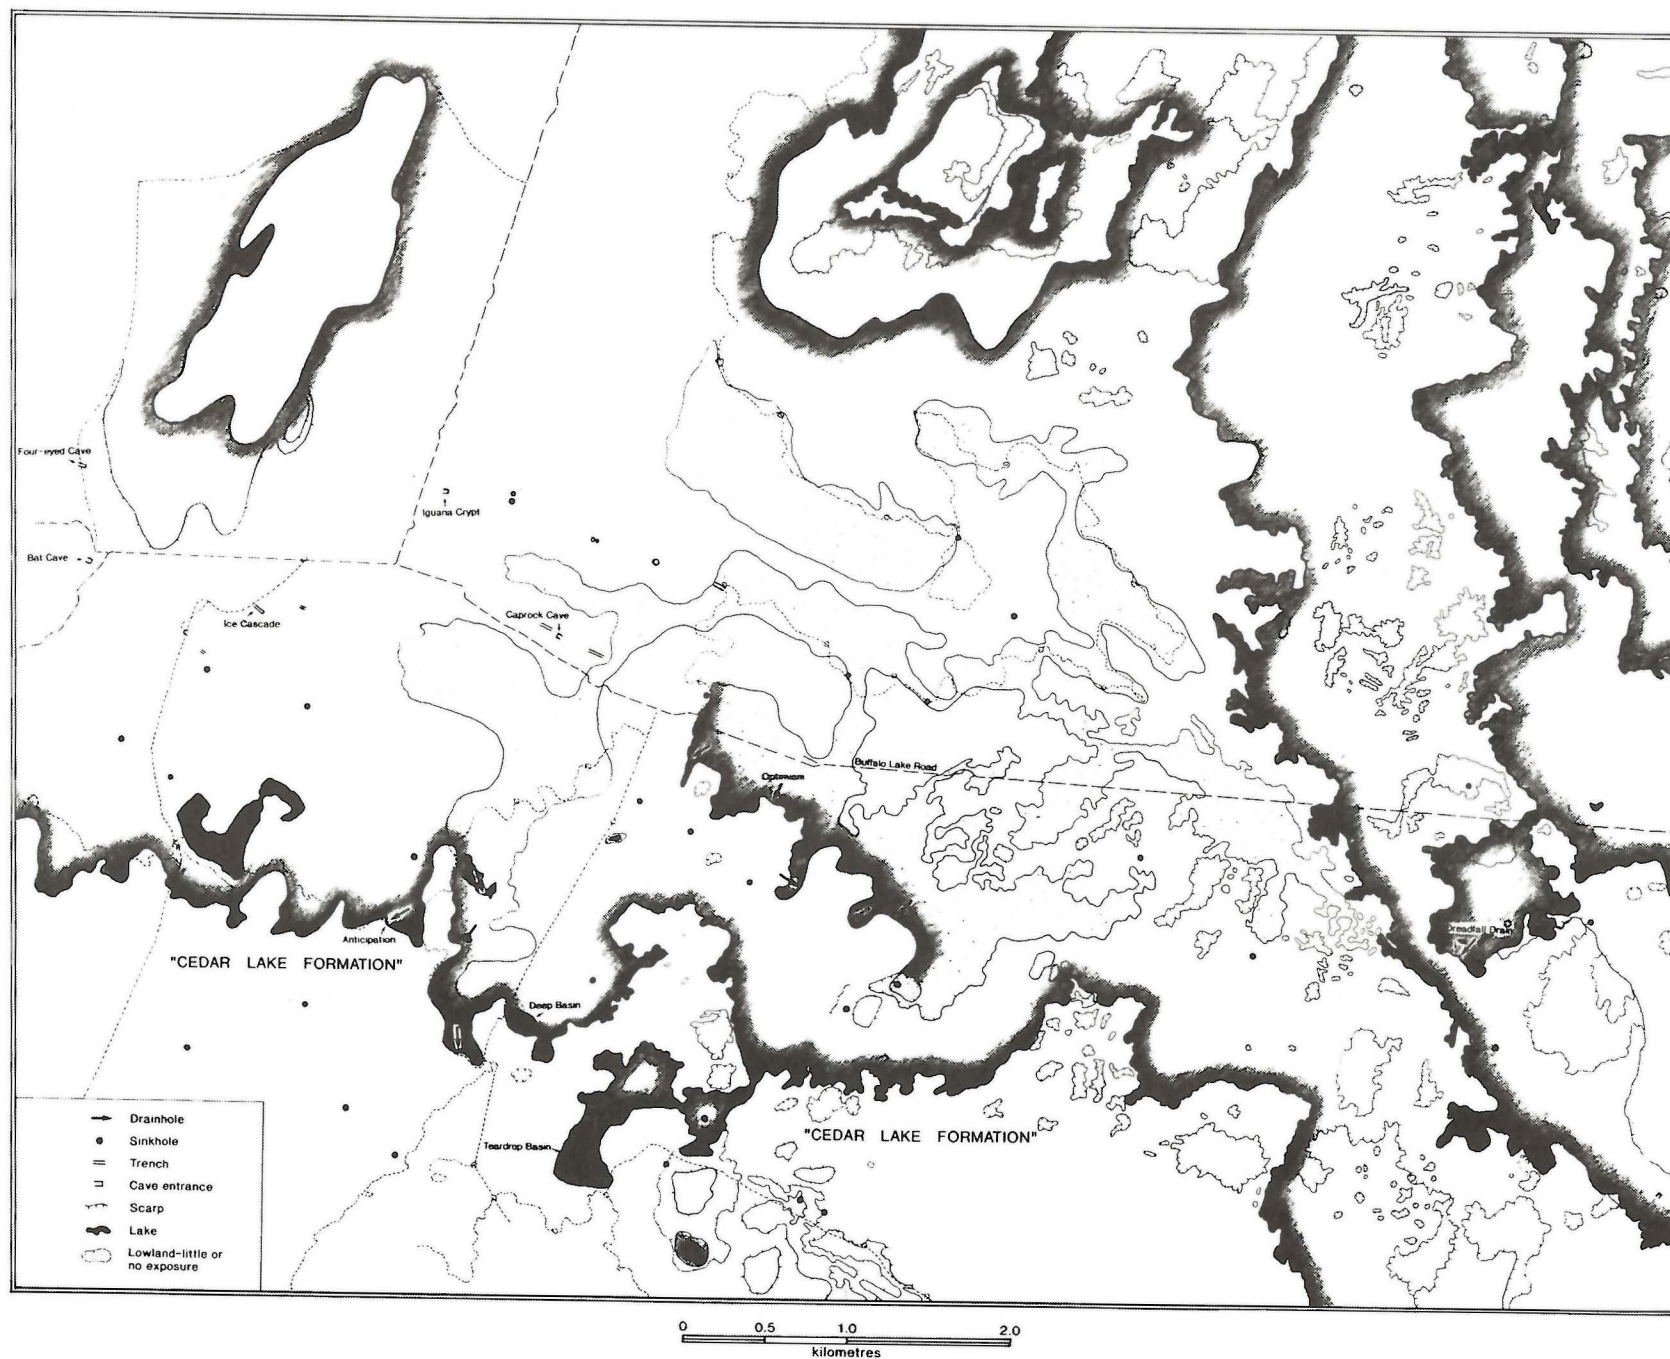 Four-eyed Cave
Iguana Crypt
Bat Cave
Caprock Cave
Ice Cascade
Buffalo Lake Road
Optimism
Dreadfall Drain
Anticipation
"CEDAR LAKE FORMATION"
Deep Basin
"CEDAR LAKE FORMATION"
Teardrop Basin
Drainhole
Sinkhole
Trench
Cave entrance
Scarp
Lake
Lowland-little or
no exposure
0 0.5 1.0 2.0
kilometres